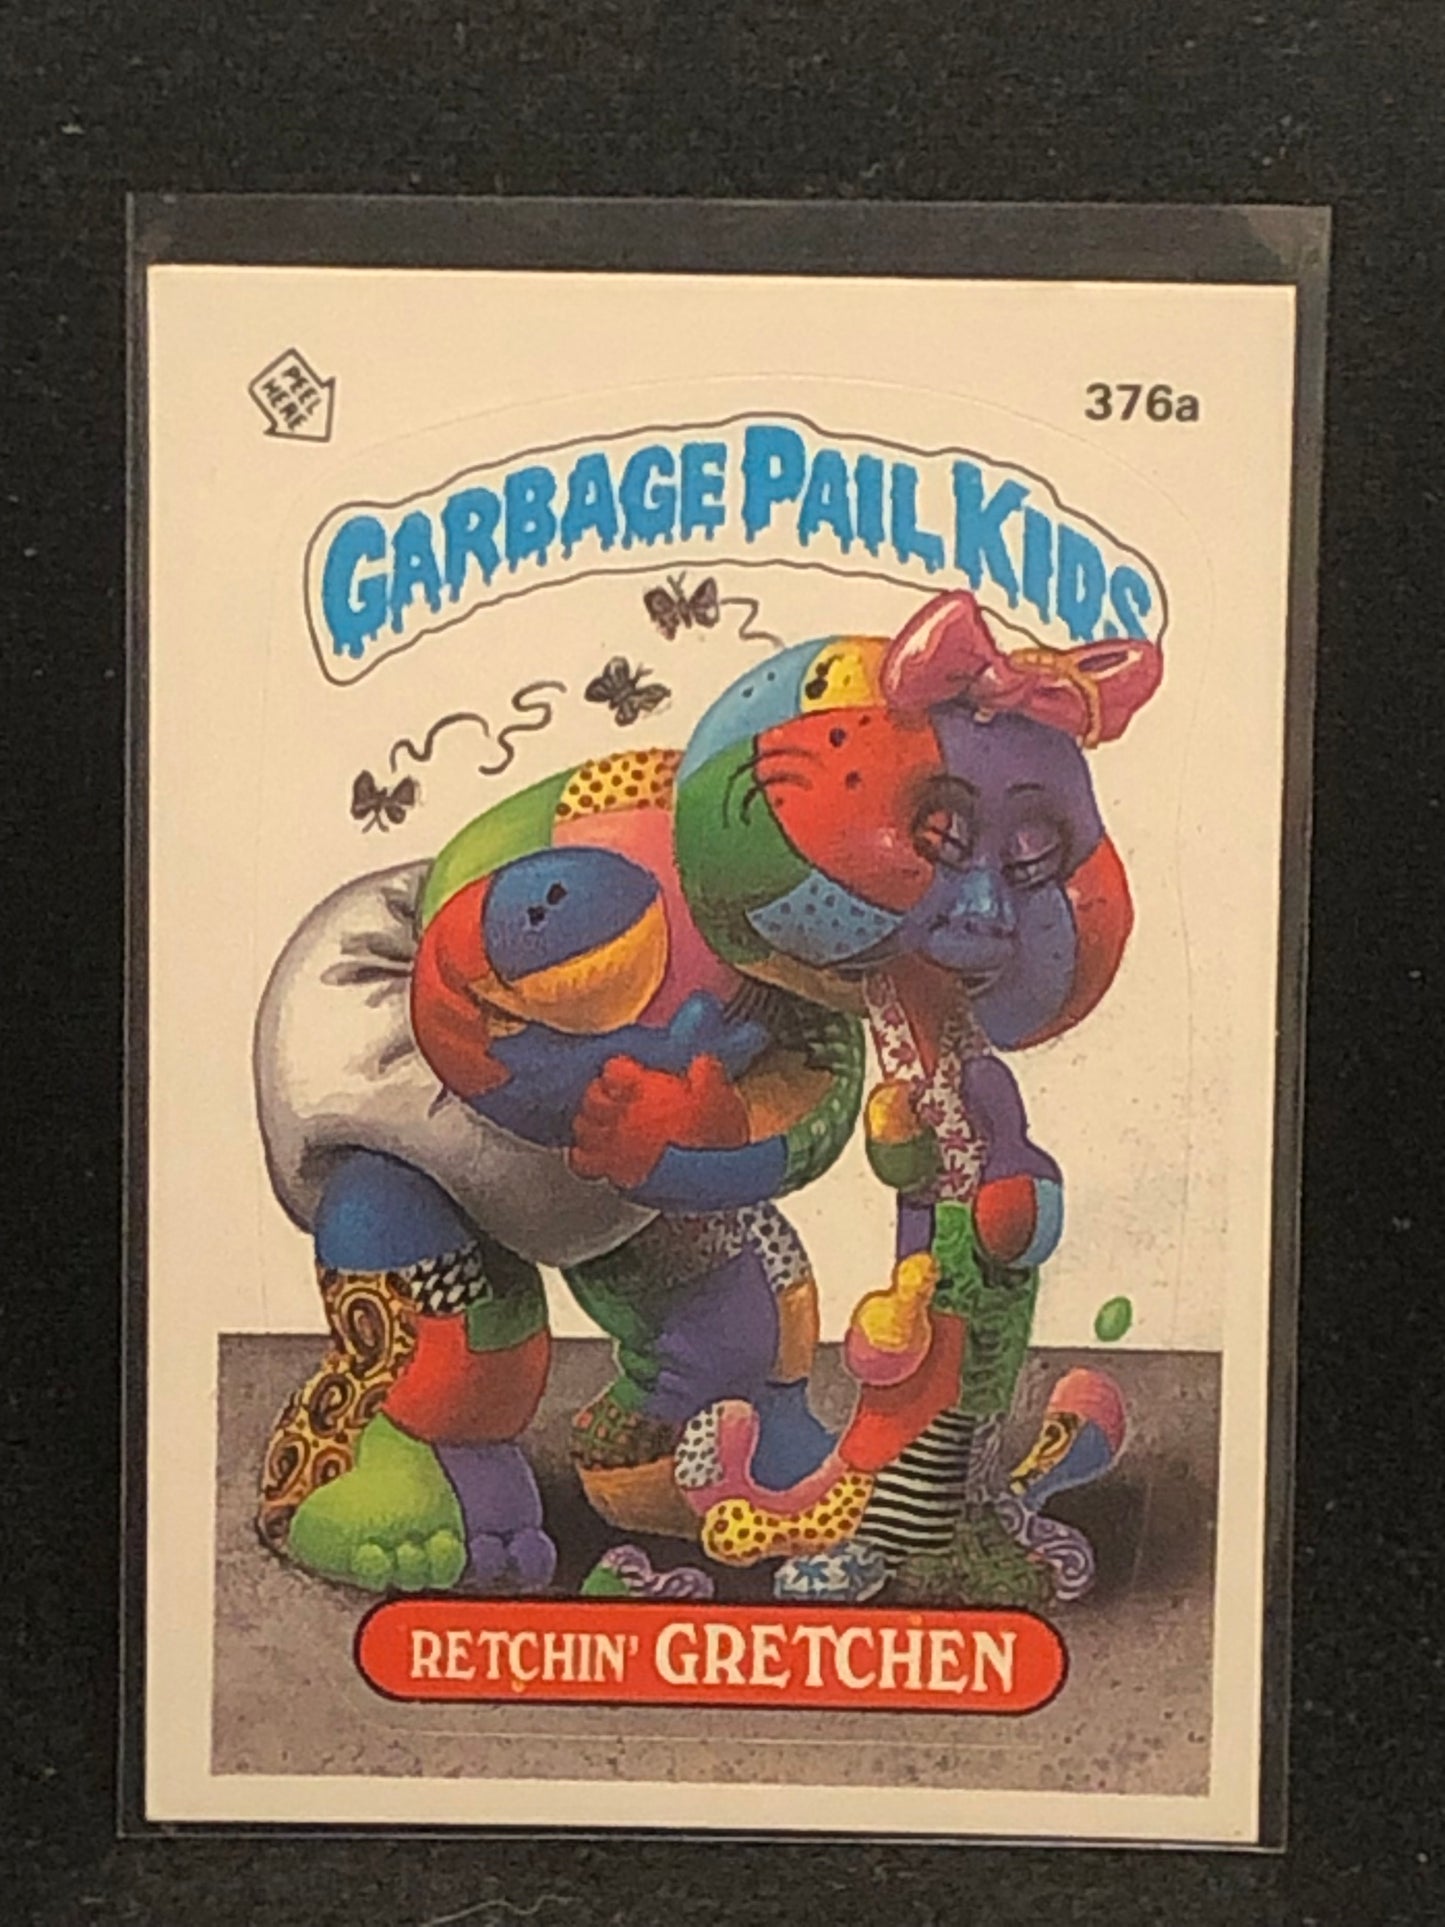 PEEL
HERE
376a
GARBAGE PAIL KIDS
RETCHIN' GRETCHEN